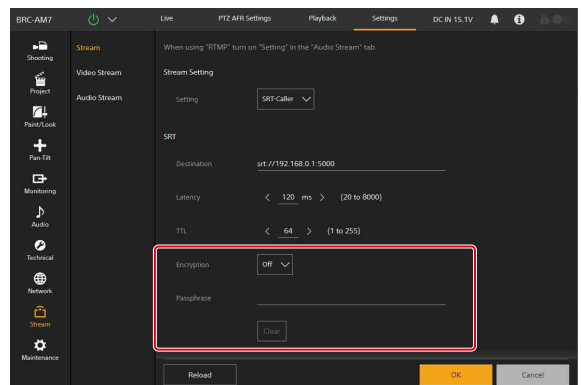 BRC-AM7
Live
PTZ AFR Settings
Playback
Settings
DC IN 15.1V
Shooting
Project
Paint/Look
Pan-Tilt
Monitoring
Audio
Technical
Network
Stream
Maintenance
Stream
Video Stream
Audio Stream
When using "RTMP" turn on "Setting" in the "Audio Stream" tab.
Stream Setting
Setting SRT-Caller
SRT
Destination srt://192.168.0.1:5000
Latency < 120 ms > (20 to 8000)
TTL < 64 > (1 to 255)
Encryption Off
Passphrase
Clear
Reload
OK
Cancel